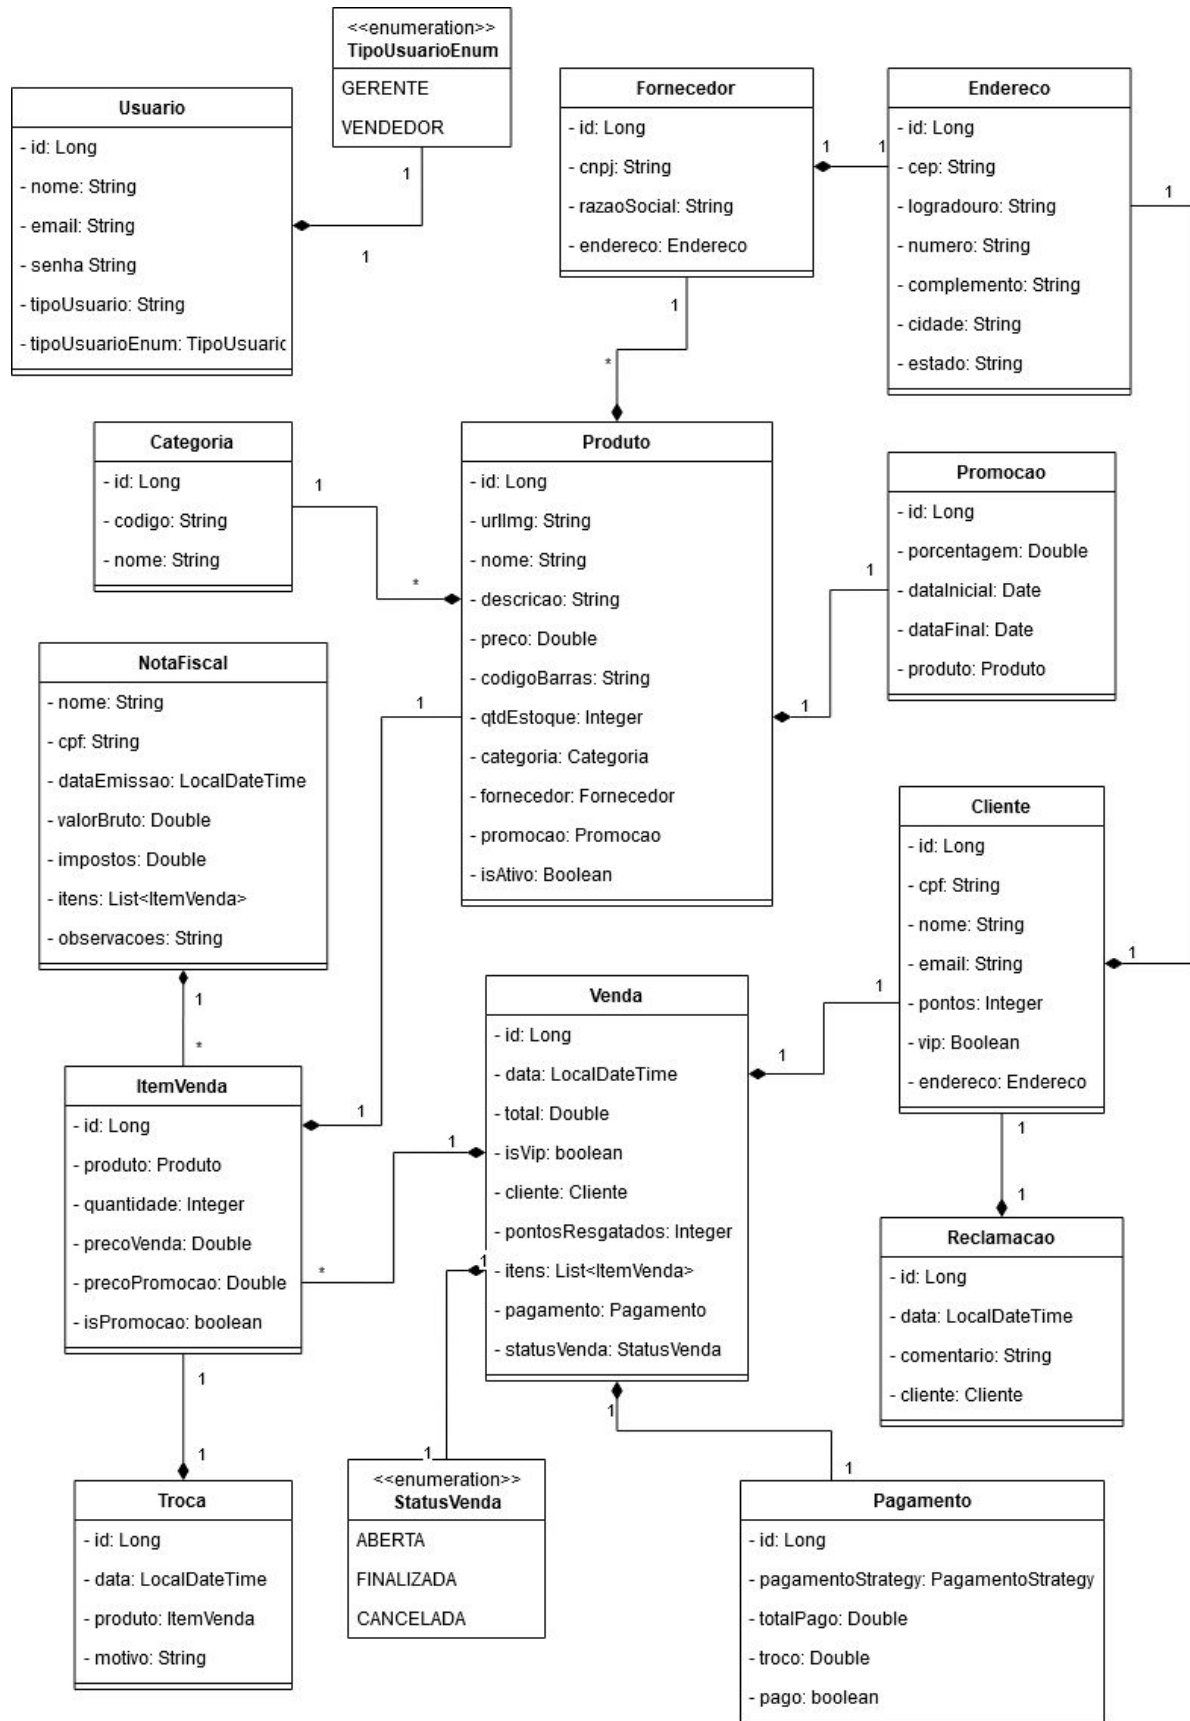 <<enumeration>>
TipoUsuarioEnum
GERENTE
VENDEDOR
1
1
Usuario
- id: Long
- nome: String
- email: String
- senha String
- tipoUsuario: String
- tipoUsuarioEnum: TipoUsuaric
Fornecedor
- id: Long
- cnpj: String
- razaoSocial: String
- endereco: Endereco
1
1
1
*
Endereco
- id: Long
- cep: String
- logradouro: String
- numero: String
- complemento: String
- cidade: String
- estado: String
1
Categoria
- id: Long
- codigo: String
- nome: String
1
*
Produto
- id: Long
- urlImg: String
- nome: String
- descricao: String
- preco: Double
- codigoBarras: String
- qtdEstoque: Integer
- categoria: Categoria
- fornecedor: Fornecedor
- promocao: Promocao
- isAtivo: Boolean
1
1
1
Promocao
- id: Long
- porcentagem: Double
- dataInicial: Date
- dataFinal: Date
- produto: Produto
NotaFiscal
- nome: String
- cpf: String
- dataEmissao: LocalDateTime
- valorBruto: Double
- impostos: Double
- itens: List<ItemVenda>
- observacoes: String
1
*
Cliente
- id: Long
- cpf: String
- nome: String
- email: String
- pontos: Integer
- vip: Boolean
- endereco: Endereco
1
1
1
1
1
ItemVenda
- id: Long
- produto: Produto
- quantidade: Integer
- precoVenda: Double
- precoPromocao: Double
- isPromocao: boolean
1
1
*
1
1
Venda
- id: Long
- data: LocalDateTime
- total: Double
- isVip: boolean
- cliente: Cliente
- pontosResgatados: Integer
- itens: List<ItemVenda>
- pagamento: Pagamento
- statusVenda: StatusVenda
1
1
1
1
Reclamacao
- id: Long
- data: LocalDateTime
- comentario: String
- cliente: Cliente
Troca
- id: Long
- data: LocalDateTime
- produto: ItemVenda
- motivo: String
<<enumeration>>
StatusVenda
ABERTA
FINALIZADA
CANCELADA
Pagamento
- id: Long
- pagamentoStrategy: PagamentoStrategy
- totalPago: Double
- troco: Double
- pago: boolean